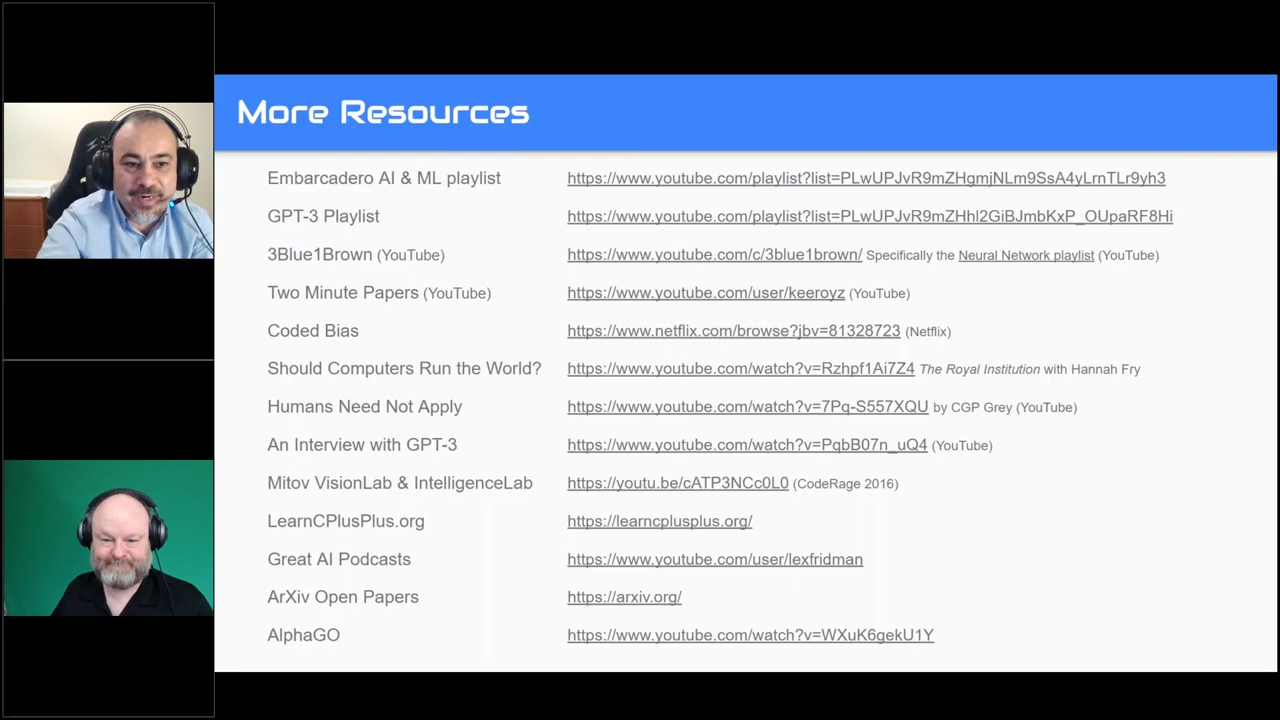 More Resources
Embarcadero AI & ML playlist https://www.youtube.com/playlist?list=PLwUPJvR9mZHgmjNLm9SsA4yLrnTLr9yh3
GPT-3 Playlist https://www.youtube.com/playlist?list=PLwUPJvR9mZHhl2GiBJmbKxP_OUpaRF8Hi
3Blue1Brown (YouTube) https://www.youtube.com/c/3blue1brown/ Specifically the Neural Network playlist (YouTube)
Two Minute Papers (YouTube) https://www.youtube.com/user/keeroyz (YouTube)
Coded Bias https://www.netflix.com/browse?jbv=81328723 (Netflix)
Should Computers Run the World? https://www.youtube.com/watch?v=Rzhpf1Ai7Z4 The Royal Institution with Hannah Fry
Humans Need Not Apply https://www.youtube.com/watch?v=7Pq-S557XQU by CGP Grey (YouTube)
An Interview with GPT-3 https://www.youtube.com/watch?v=PqbB07n_uQ4 (YouTube)
Mitov VisionLab & IntelligenceLab https://youtu.be/cATP3NCc0L0 (CodeRage 2016)
LearnCPlusPlus.org https://learncplusplus.org/
Great AI Podcasts https://www.youtube.com/user/lexfridman
ArXiv Open Papers https://arxiv.org/
AlphaGO https://www.youtube.com/watch?v=WXuK6gekU1Y